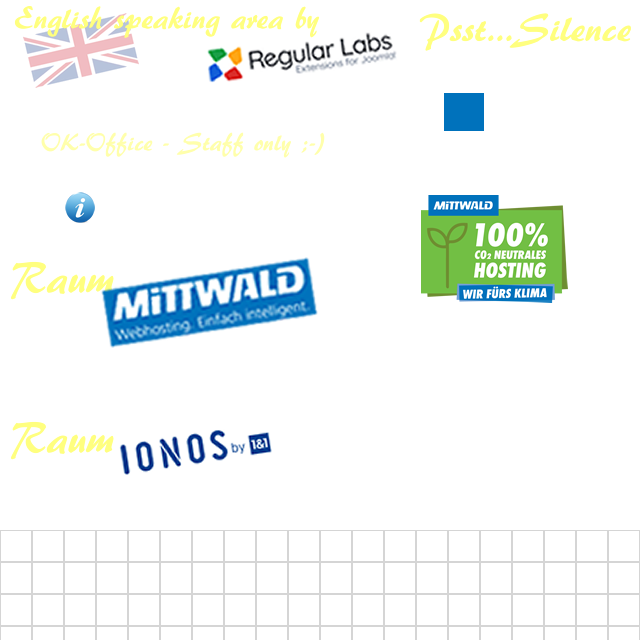 English speaking area by
Psst...Silence
Regular Labs
Extensions for Joomla!
OK-Office - Staff only :-)
i
MITTWALD
100%
CO2 NEUTRALES
HOSTING
WIR FÜRS KLIMA
Raum
MITTWALD
Webhosting. Einfach intelligent.
Raum
IONOS by 1&1